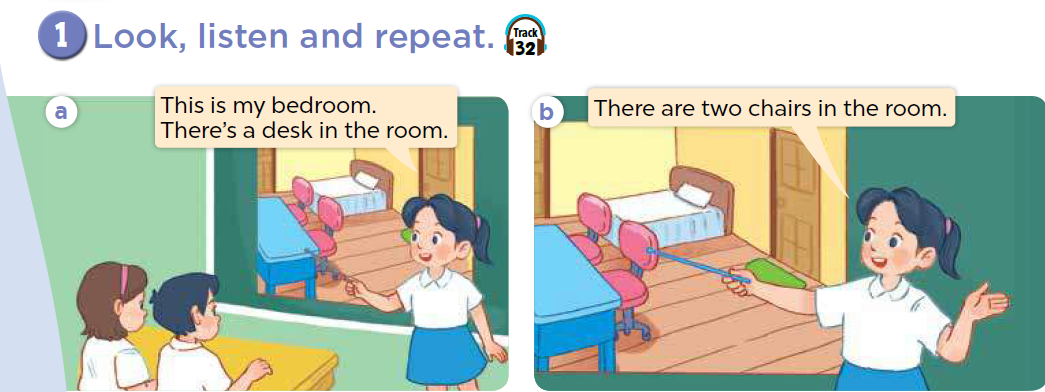 1 Look, listen and repeat. Track 32
a
This is my bedroom.
There's a desk in the room.
b
There are two chairs in the room.